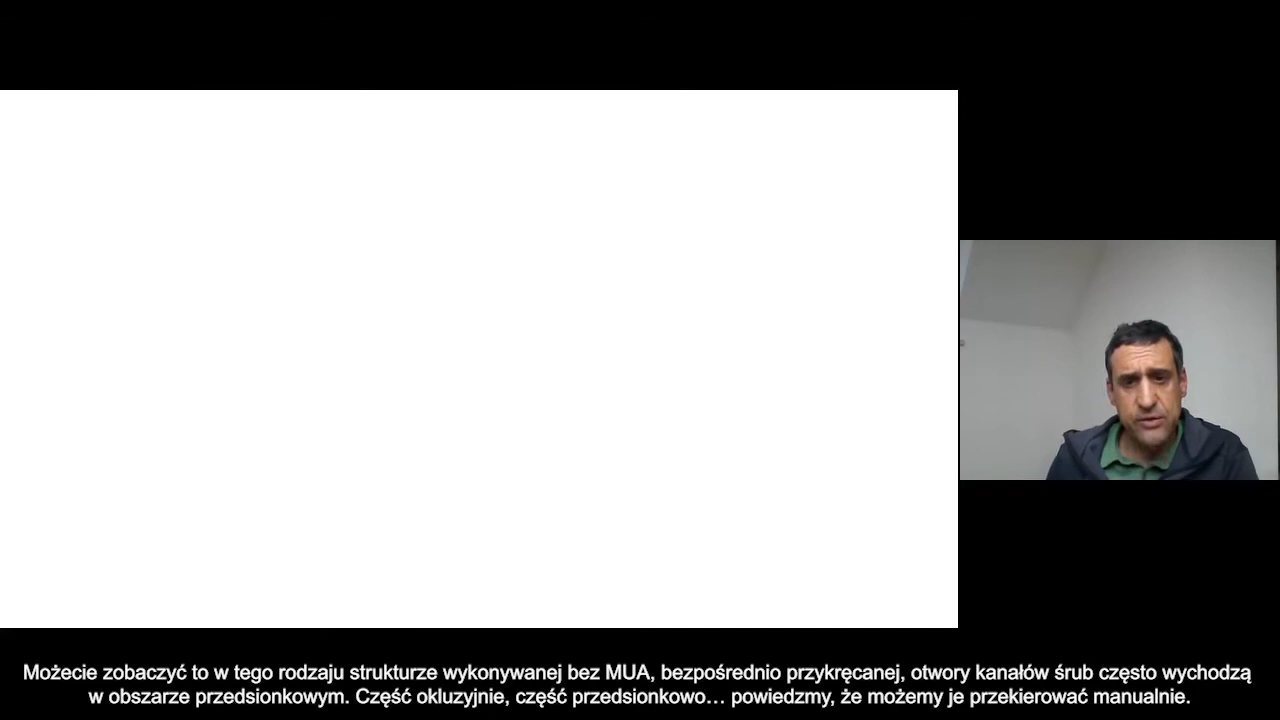 Możecie zobaczyć to w tego rodzaju strukturze wykonywanej bez MUA, bezpośrednio przykręcanej, otwory kanałów śrub często wychodzą
w obszarze przedsionkowym. Część okluzyjnie, część przedsionkowo… powiedzmy, że możemy je przekierować manualnie.